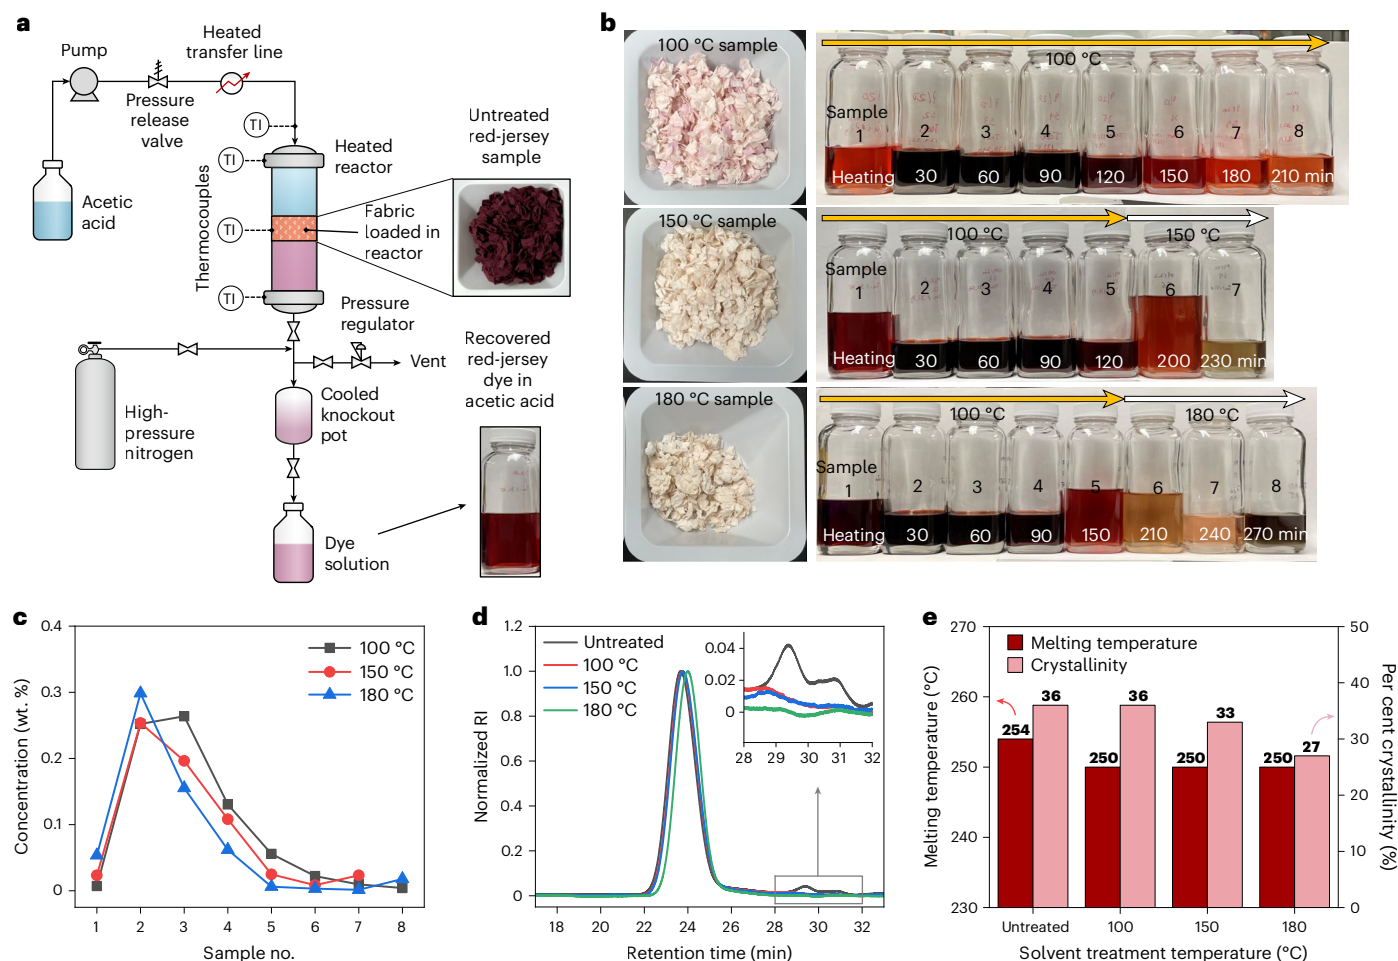 a
Pump
Heated
transfer line
Pressure
release
valve
TI
TI
Heated
reactor
Untreated
red-jersey
sample
Acetic
acid
Thermocouples
TI
Fabric
loaded in
reactor
TI
Pressure
regulator
Vent
Recovered
red-jersey
dye in
acetic acid
High-
pressure
nitrogen
Cooled
knockout
pot
Dye
solution
b
100 °C sample
100 °C
Sample
1 2 3 4 5 6 7 8
Heating 30 60 90 120 150 180 210 min
150 °C sample
100 °C 150 °C
Sample
1 2 3 4 5 6 7
Heating 30 60 90 120 200 230 min
180 °C sample
100 °C 180 °C
Sample
1 2 3 4 5 6 7 8
Heating 30 60 90 150 210 240 270 min
c
Concentration (wt. %)
0.4
0.3
0.2
0.1
0
100 °C
150 °C
180 °C
1 2 3 4 5 6 7 8
Sample no.
d
Normalized RI
1.2
1.0
0.8
0.6
0.4
0.2
0
Untreated
100 °C
150 °C
180 °C
0.04
0.02
0
28 29 30 31 32
18 20 22 24 26 28 30 32
Retention time (min)
e
Melting temperature (°C)
270
260
250
240
230
Melting temperature
Crystallinity
254 36
250 36
250 33
250 27
50
40
30
20
10
0
Per cent crystallinity (%)
Untreated 100 150 180
Solvent treatment temperature (°C)